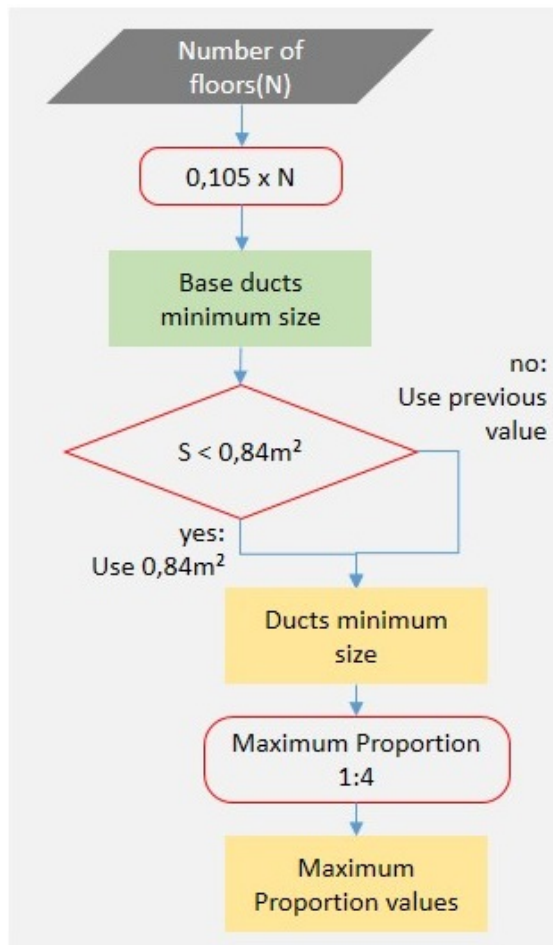 Number of
floors(N)
0,105 x N
Base ducts
minimum size
no:
Use previous
value
S < 0,84m²
yes:
Use 0,84m²
Ducts minimum
size
Maximum Proportion
1:4
Maximum
Proportion values